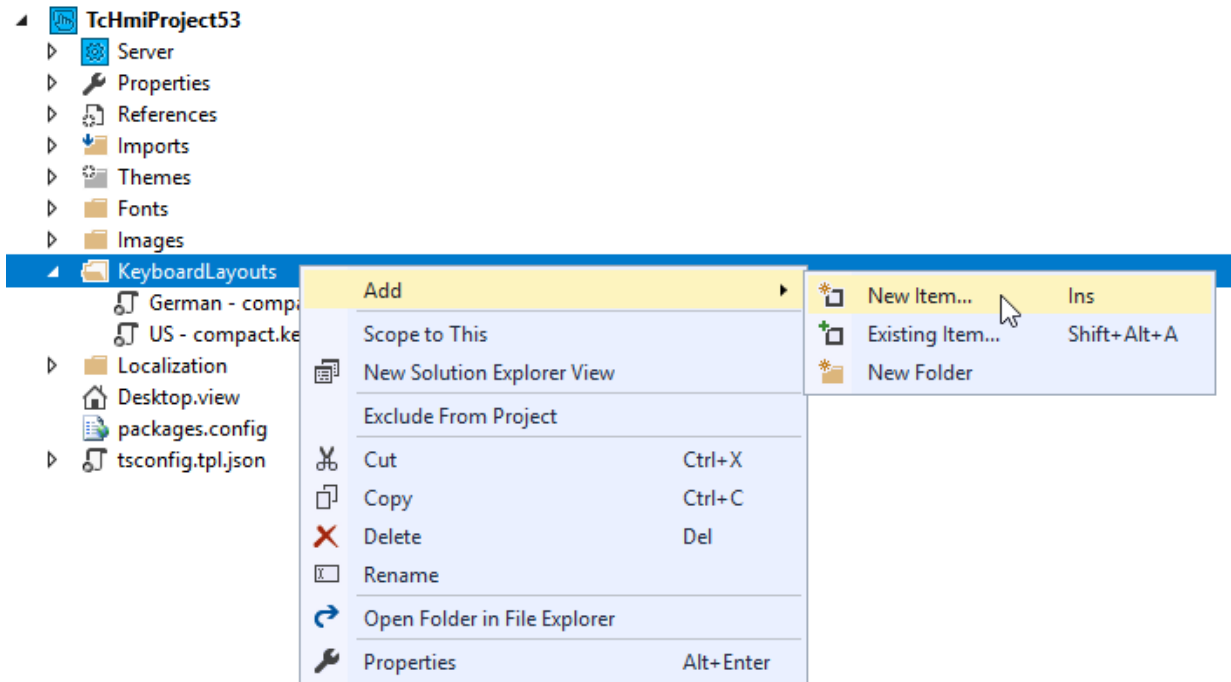 TcHmiProject53
Server
Properties
References
Imports
Themes
Fonts
Images
KeyboardLayouts
German - compa
US - compact.ke
Localization
Desktop.view
packages.config
tsconfig.tpl.json
Add
Scope to This
New Solution Explorer View
Exclude From Project
Cut Ctrl+X
Copy Ctrl+C
Delete Del
Rename
Open Folder in File Explorer
Properties Alt+Enter
New Item... Ins
Existing Item... Shift+Alt+A
New Folder